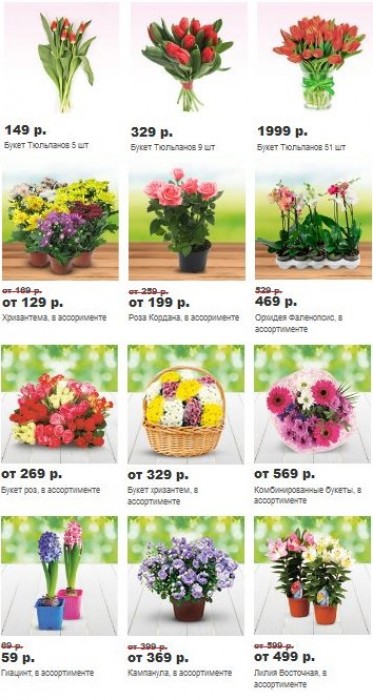 149 р.
Букет Тюльпанов 5 шт
329 р.
Букет Тюльпанов 9 шт
1999 р.
Букет Тюльпанов 51 шт
от 169 р.
от 129 р.
Хризантема, в ассорименте
от 259 р.
от 199 р.
Роза Кордана, в ассортименте
529 р.
469 р.
Орхидея Фаленопсис, в
ассортименте
от 269 р.
Букет роз, в ассортименте
от 329 р.
Букет хризантем, в
ассортименте
от 569 р.
Комбинированные букеты, в
ассортименте
89 р.
59 р.
Гиацинт, в ассортименте
от 399 р.
от 369 р.
Кампанула, в ассортименте
от 599 р.
от 499 р.
Лилия Восточная, в
ассортименте